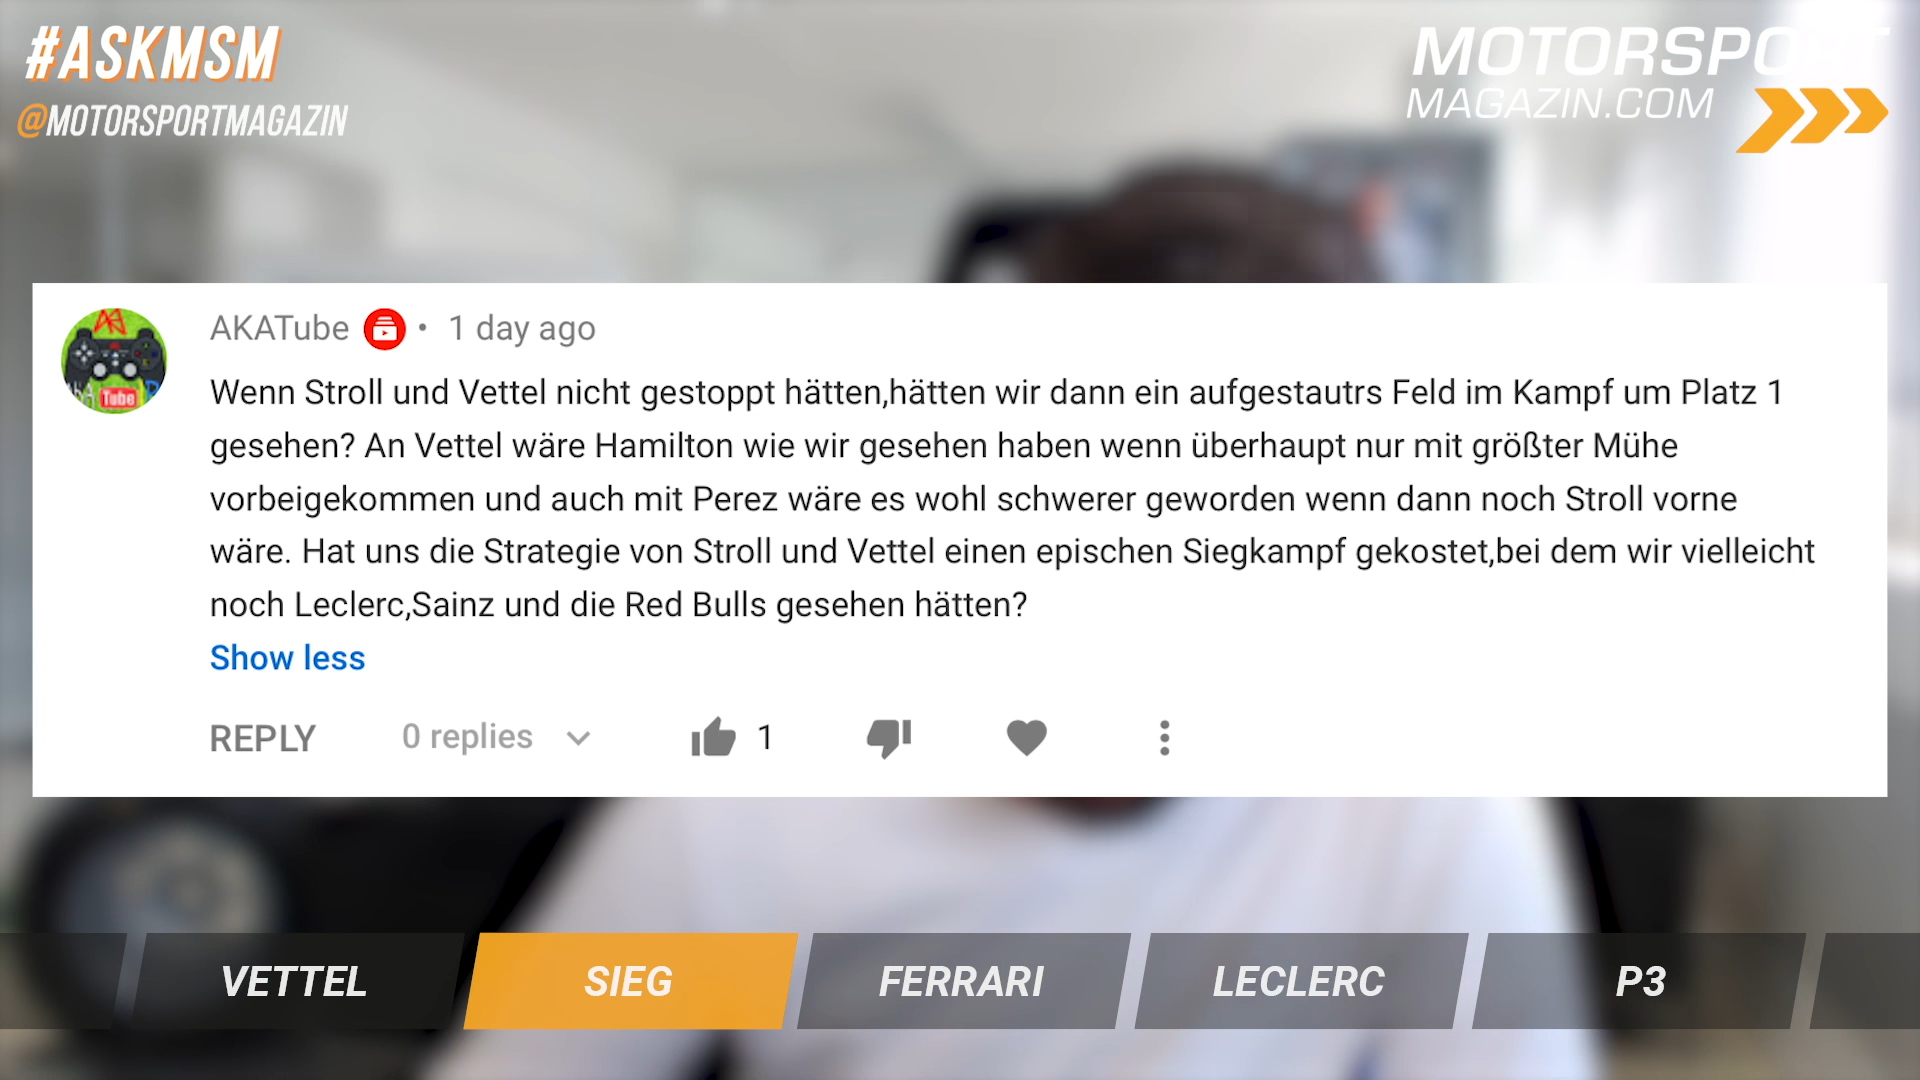 #ASKMSM
@MOTORSPORTMAGAZIN
MOTORSPORT
MAGAZIN.COM
AKATube • 1 day ago
Wenn Stroll und Vettel nicht gestoppt hätten,hätten wir dann ein aufgestautrs Feld im Kampf um Platz 1
gesehen? An Vettel wäre Hamilton wie wir gesehen haben wenn überhaupt nur mit größter Mühe
vorbeigekommen und auch mit Perez wäre es wohl schwerer geworden wenn dann noch Stroll vorne
wäre. Hat uns die Strategie von Stroll und Vettel einen epischen Siegkampf gekostet,bei dem wir vielleicht
noch Leclerc,Sainz und die Red Bulls gesehen hätten?
Show less
REPLY 0 replies 1
Tube
VETTEL SIEG FERRARI LECLERC P3